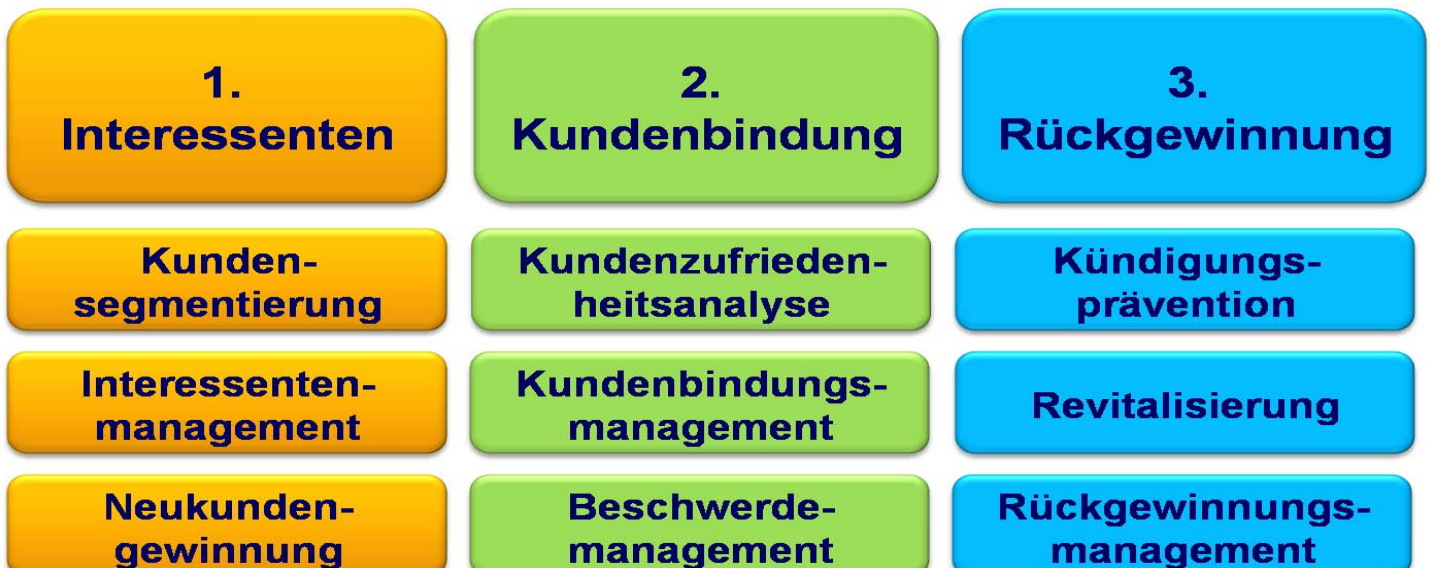 1.
Interessenten
2.
Kundenbindung
3.
Rückgewinnung
Kunden-
segmentierung
Kundenzufrieden-
heitsanalyse
Kündigungs-
prävention
Interessenten-
management
Kundenbindungs-
management
Revitalisierung
Neukunden-
gewinnung
Beschwerde-
management
Rückgewinnungs-
management